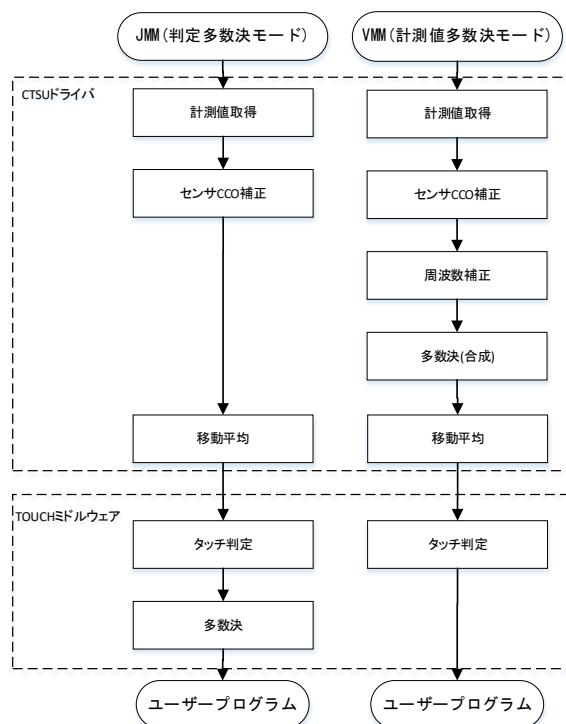 JMM(判定多数決モード)
VMM(計測値多数決モード)
CTSUドライバ
計測値取得
計測値取得
センサCCO補正
センサCCO補正
周波数補正
多数決(合成)
移動平均
移動平均
TOUCHミドルウェア
タッチ判定
タッチ判定
多数決
ユーザープログラム
ユーザープログラム